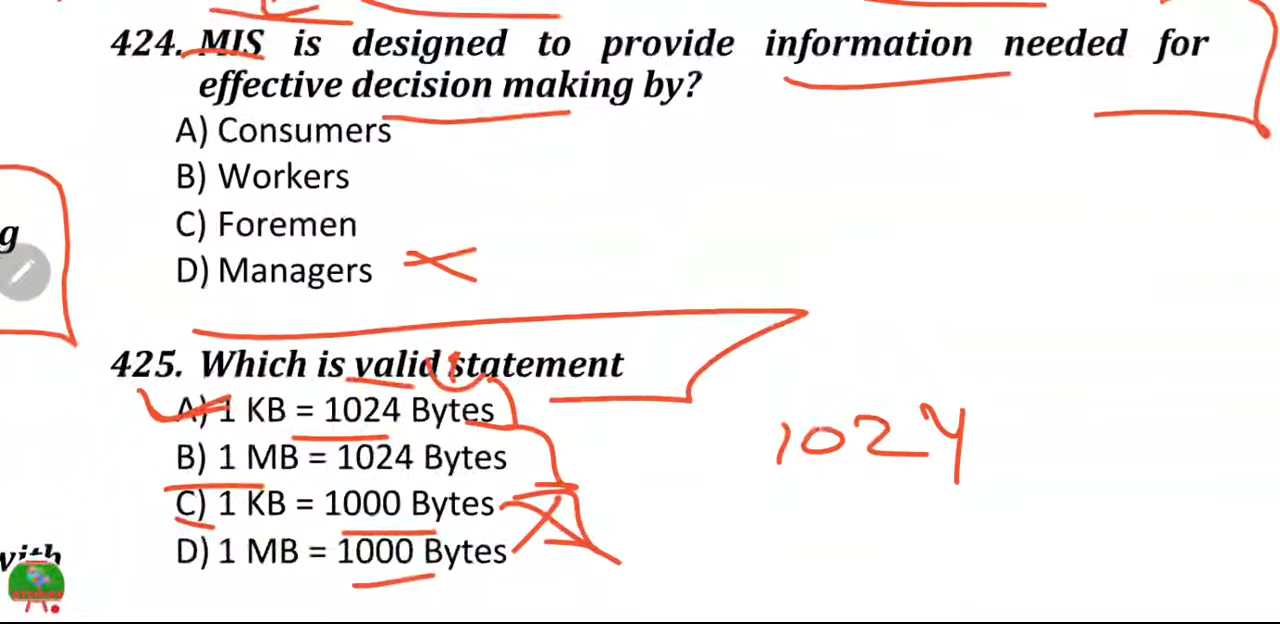 424. MIS is designed to provide information needed for
effective decision making by?
A) Consumers
B) Workers
C) Foremen
D) Managers
g
425. Which is valid statement
A) 1 KB = 1024 Bytes
1024
B) 1 MB = 1024 Bytes
C) 1 KB = 1000 Bytes
D) 1 MB = 1000 Bytes
with